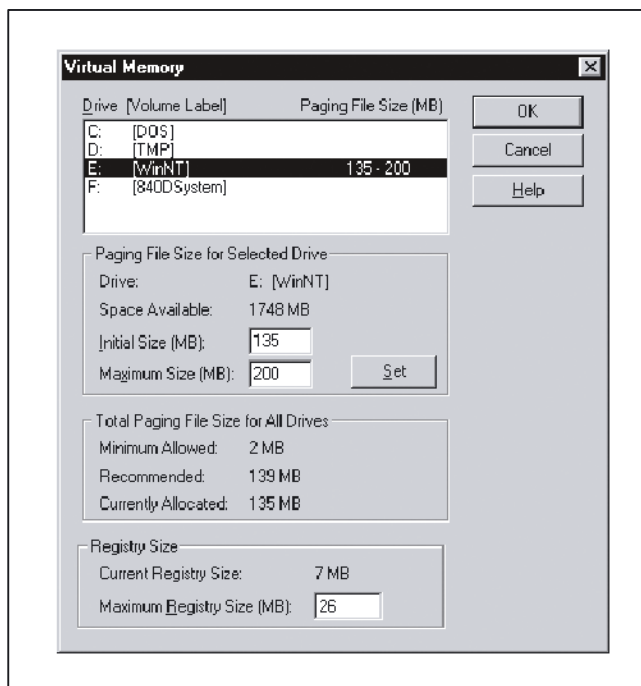 Virtual Memory
Drive [Volume Label] Paging File Size (MB)
C: [DOS]
D: [TMP]
E: [WinNT] 135 - 200
F: [840DSystem]
OK
Cancel
Help
Paging File Size for Selected Drive
Drive: E: [WinNT]
Space Available: 1748 MB
Initial Size (MB): 135
Maximum Size (MB): 200
Set
Total Paging File Size for All Drives
Minimum Allowed: 2 MB
Recommended: 139 MB
Currently Allocated: 135 MB
Registry Size
Current Registry Size: 7 MB
Maximum Registry Size (MB): 26